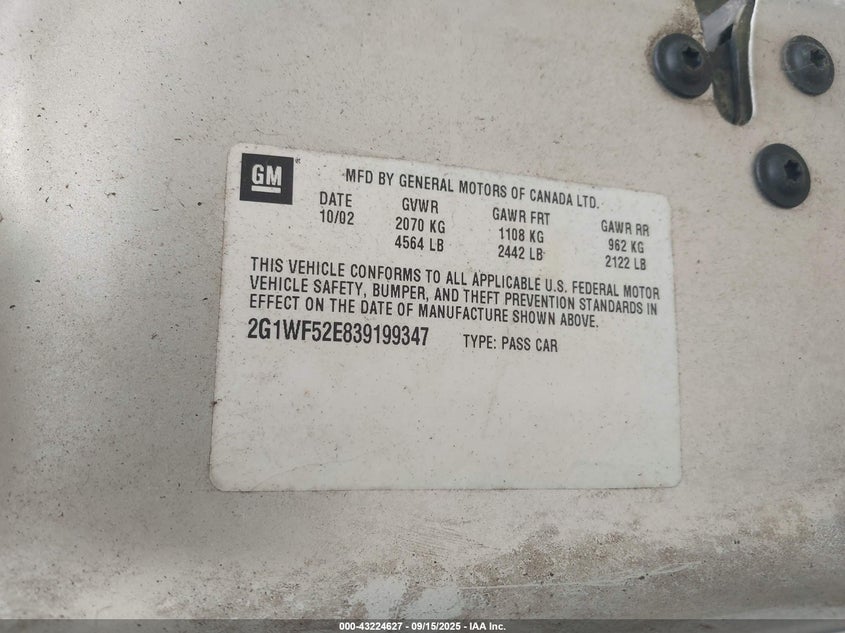 GM
MFD BY GENERAL MOTORS OF CANADA LTD.
DATE GVWR GAWR FRT GAWR RR
10/02 2070 KG 1108 KG 962 KG
4564 LB 2442 LB 2122 LB
THIS VEHICLE CONFORMS TO ALL APPLICABLE U.S. FEDERAL MOTOR
VEHICLE SAFETY, BUMPER, AND THEFT PREVENTION STANDARDS IN
EFFECT ON THE DATE OF MANUFACTURE SHOWN ABOVE.
2G1WF52E839199347 TYPE: PASS CAR
000-43224627 - 09/15/2025 - IAA Inc.